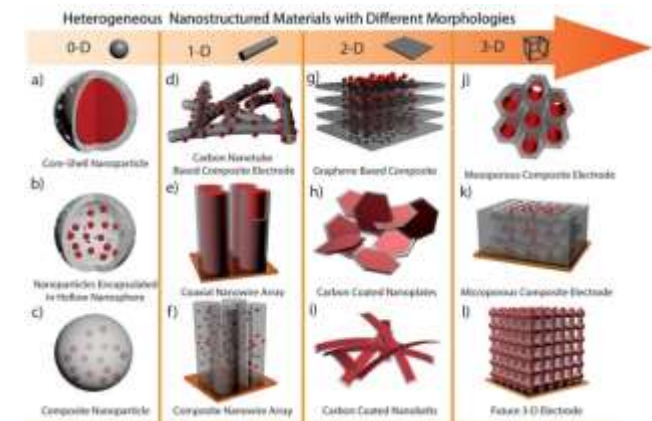 Heterogeneous Nanostructured Materials with Different Morphologies
0-D
1-D
2-D
3-D
a)
Core-Shell Nanoparticle
b)
Nanoparticles Encapsulated
in Hollow Nanosphere
c)
Composite Nanoparticle
d)
Carbon Nanotube
Based Composite Electrode
e)
Coaxial Nanowire Array
f)
Composite Nanowire Array
g)
Graphene Based Composite
h)
Carbon Coated Nanoplates
i)
Carbon Coated Nanobelts
j)
Mesoporous Composite Electrode
k)
Microporous Composite Electrode
l)
Future 3-D Electrode